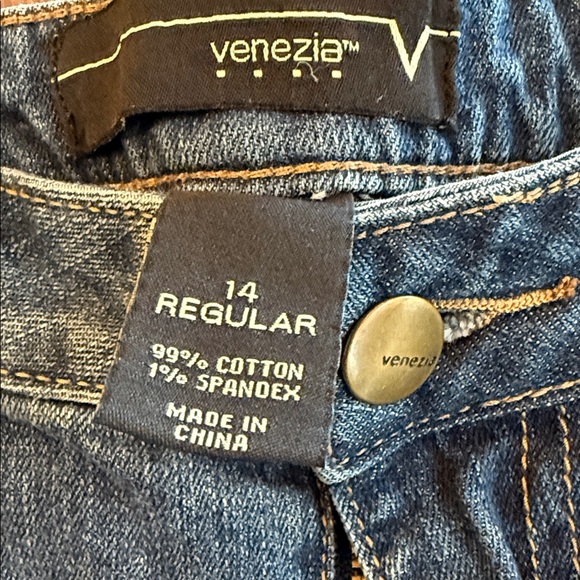 venezia™
14
REGULAR
99% COTTON
1% SPANDEX
MADE IN
CHINA
venezia